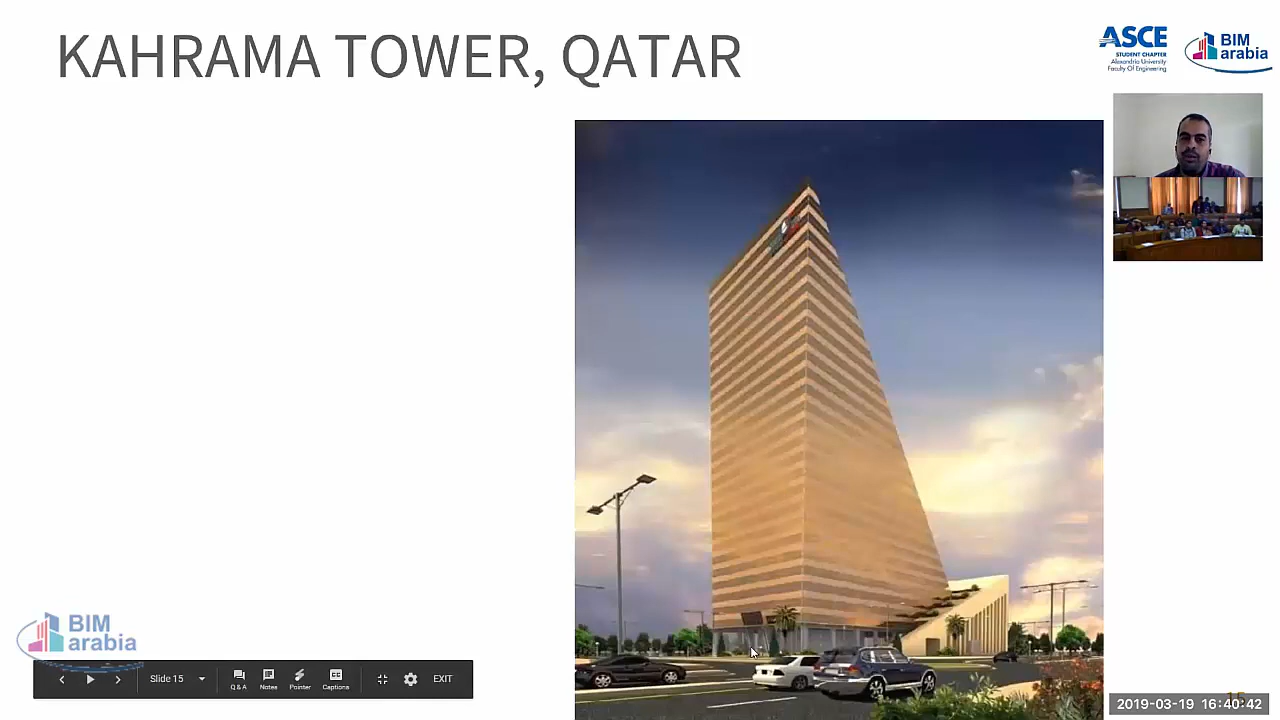 KAHRAMA TOWER, QATAR
ASCE
STUDENT CHAPTER
Alexandria University
Faculty Of Engineering
BIM
arabia
BIM
arabia
Slide 15
Q & A
Notes
Pointer
Captions
EXIT
15
2019-03-19 16:40:42